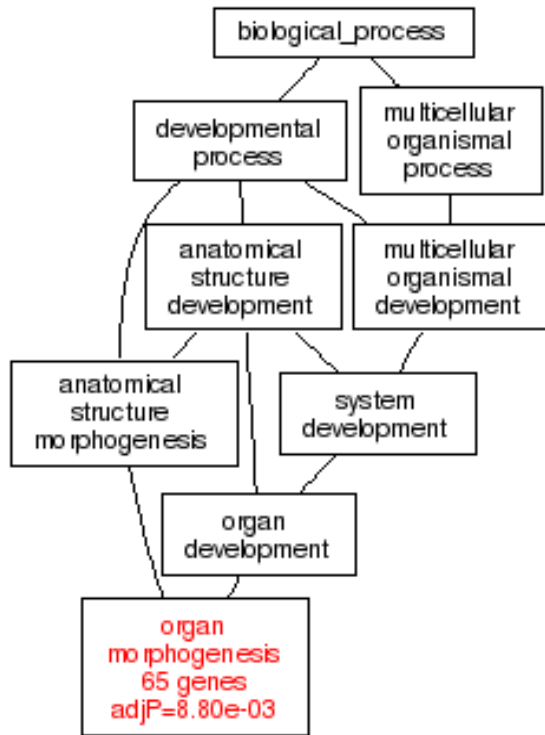 biological_process
developmental
process
multicellular
organismal
process
anatomical
structure
development
multicellular
organismal
development
anatomical
structure
morphogenesis
system
development
organ
development
organ
morphogenesis
65 genes
adjP=8.80e-03